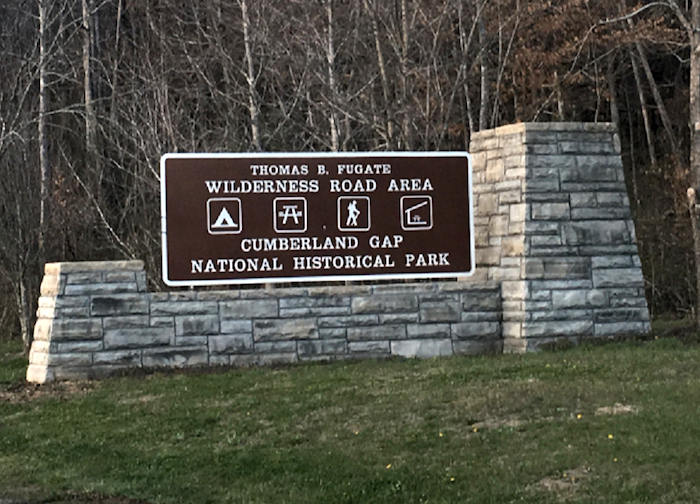 THOMAS B. FUGATE
WILDERNESS ROAD AREA
CUMBERLAND GAP
NATIONAL HISTORICAL PARK